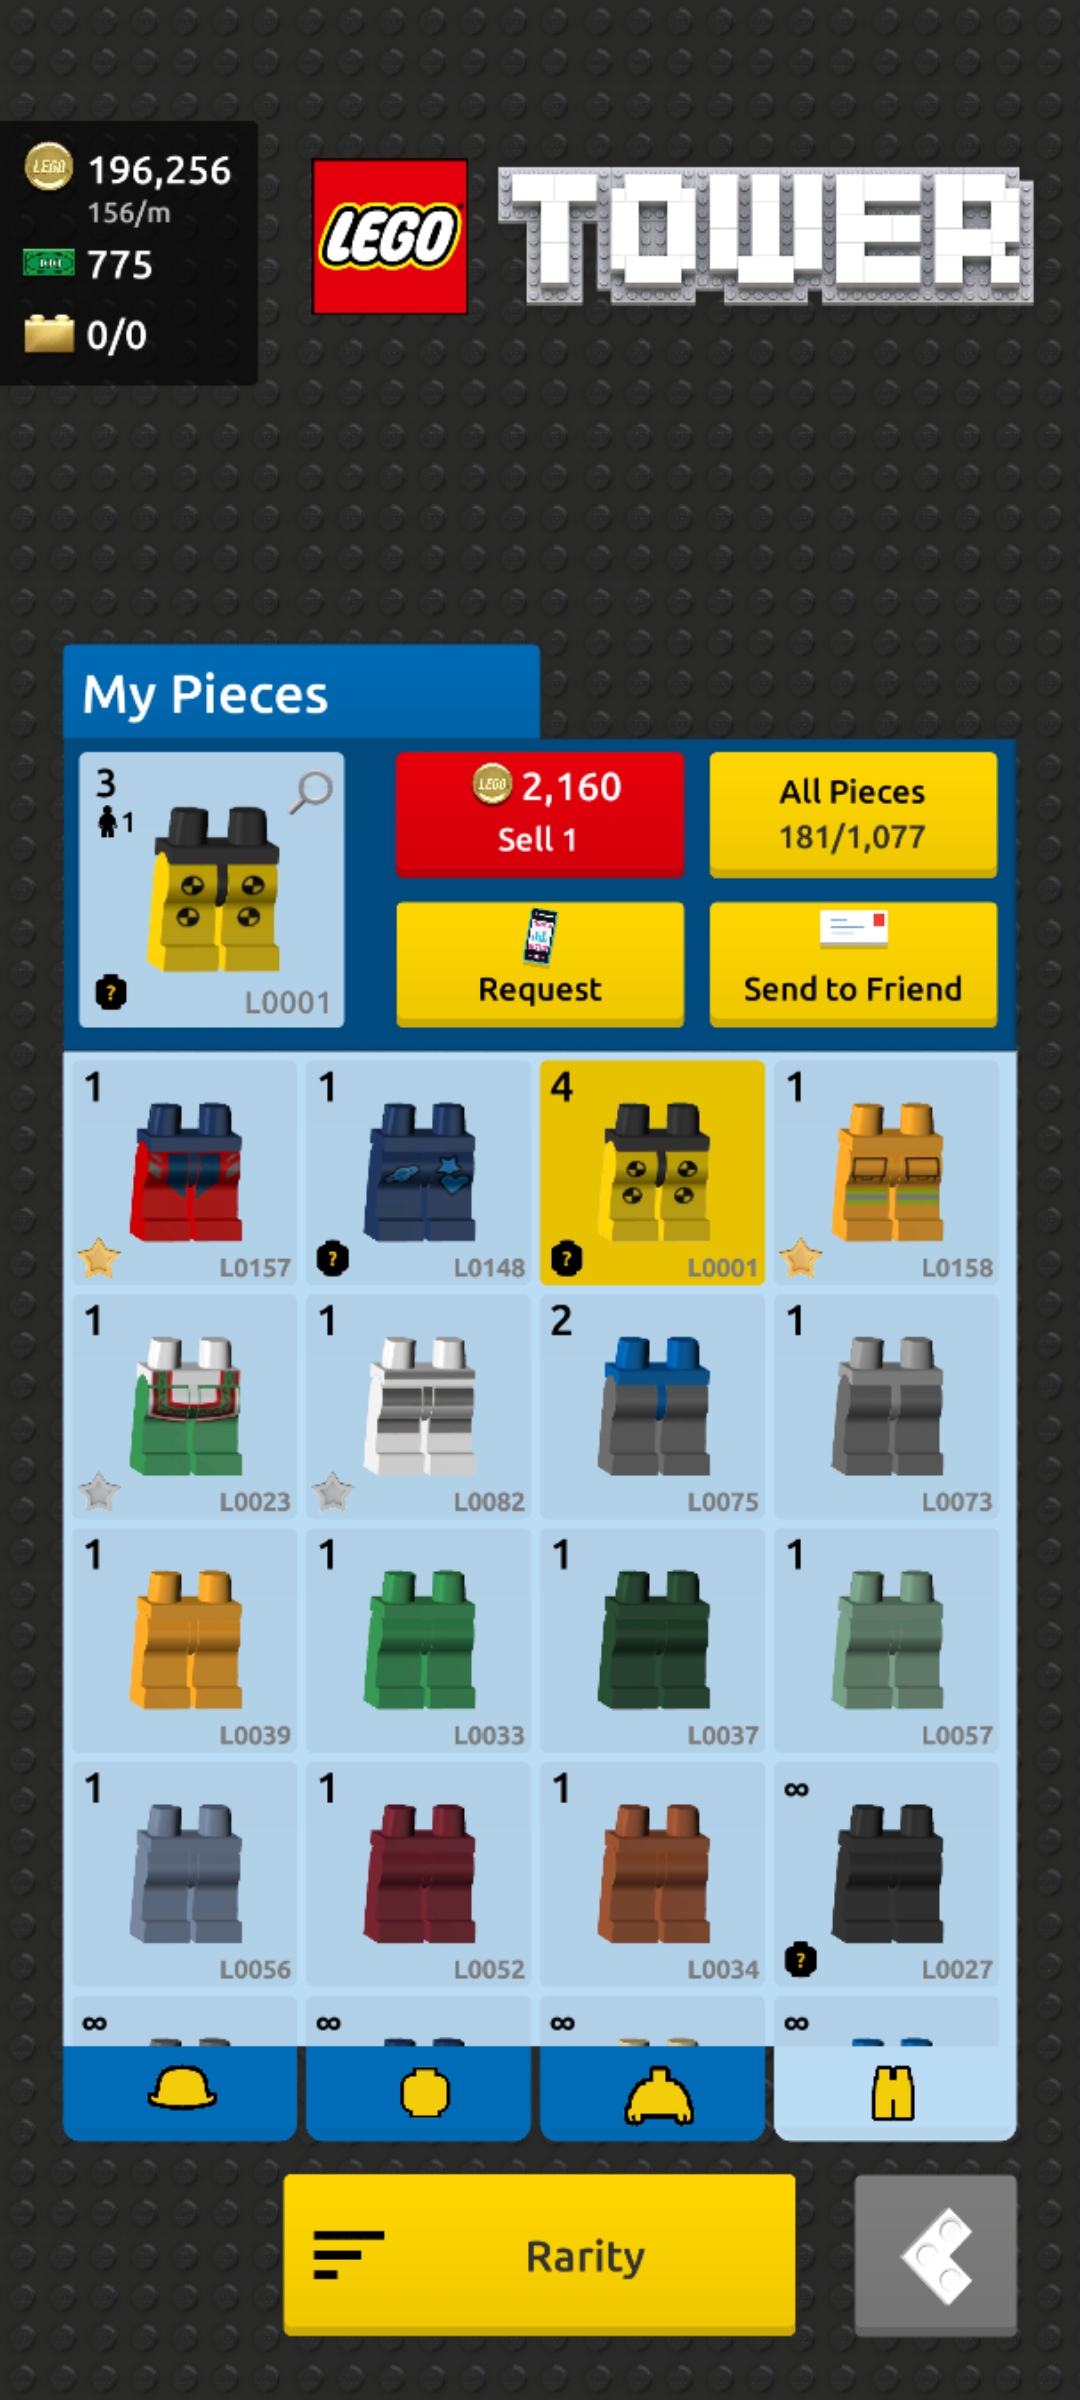 LEGO
196,256
156/m
775
0/0
LEGO
TOWER
My Pieces
3
1
?
L0001
LEGO
2,160
Sell 1
All Pieces
181/1,077
Request
Send to Friend
1
L0157
1
?
L0148
4
?
L0001
1
L0158
1
L0023
1
L0082
2
L0075
1
L0073
1
L0039
1
L0033
1
L0037
1
L0057
1
L0056
1
L0052
1
L0034
∞
?
L0027
∞
∞
∞
∞
Rarity